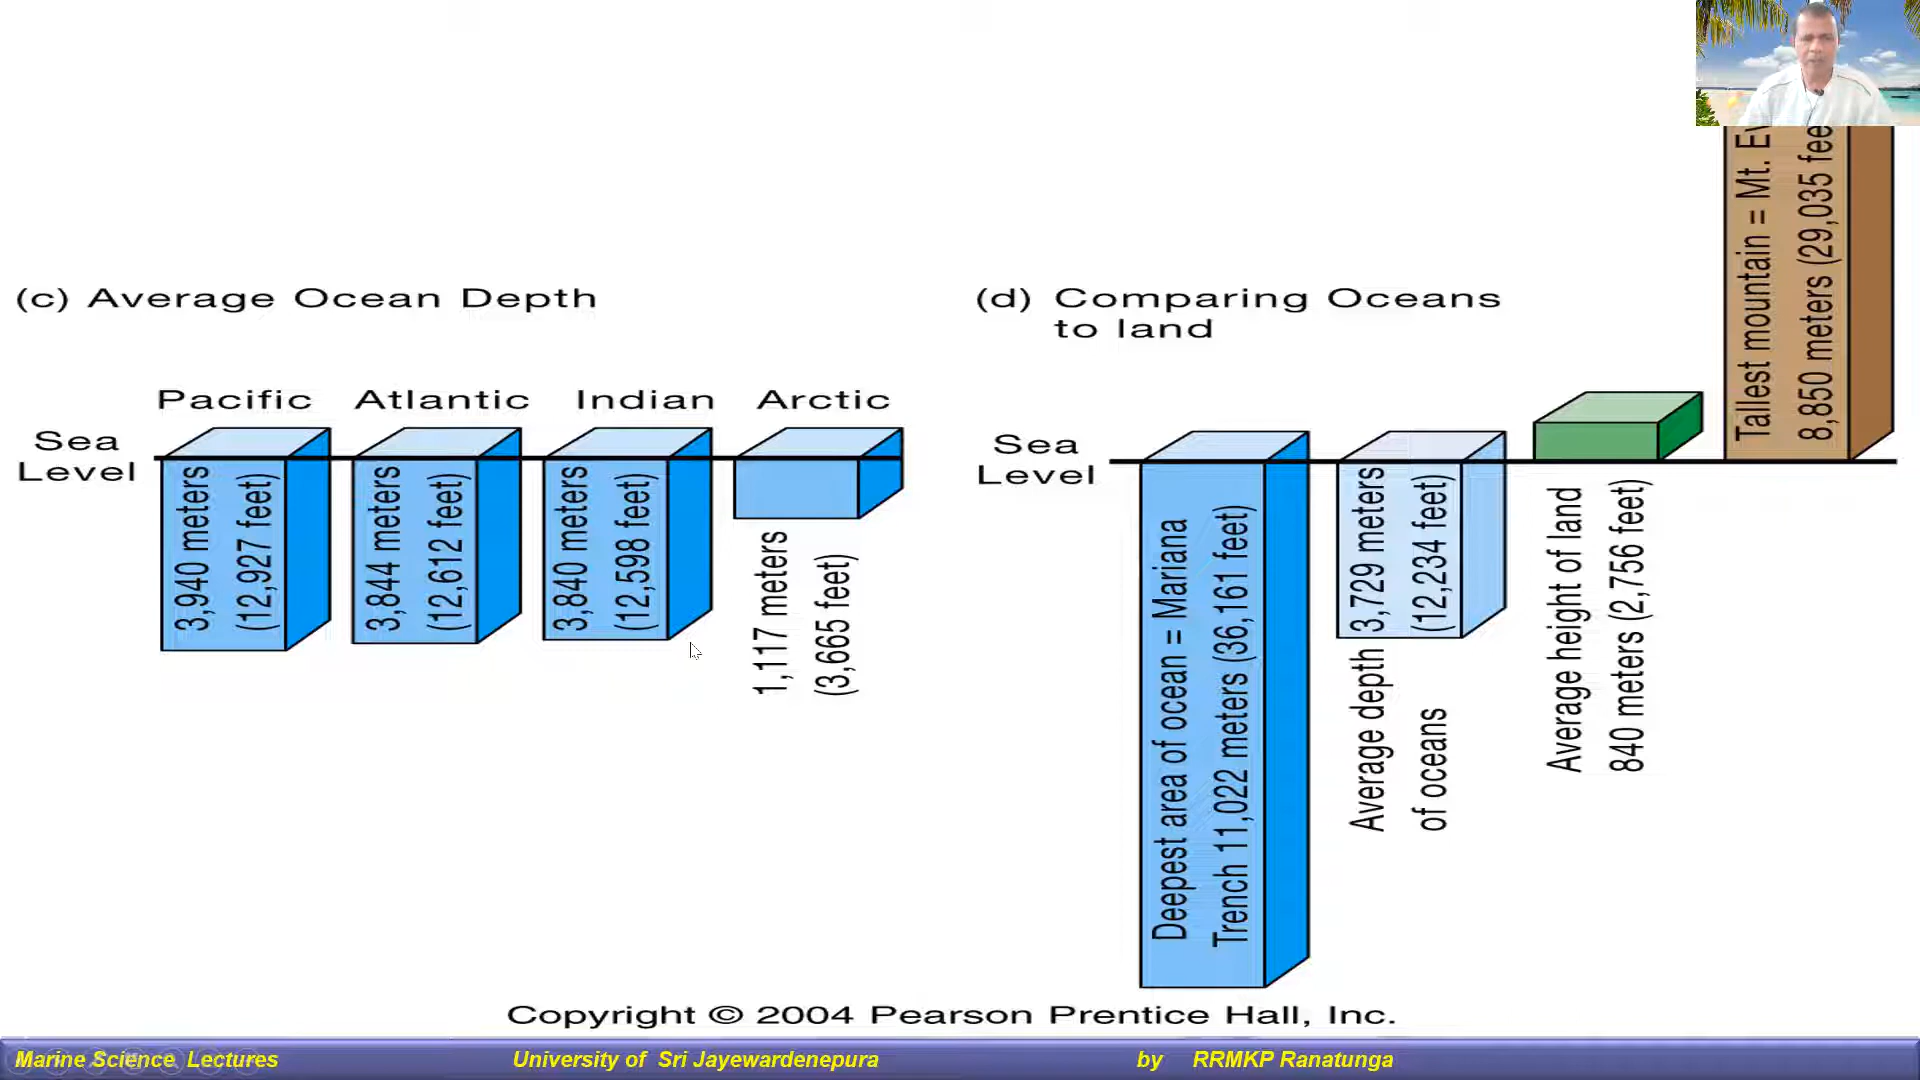 (c) Average Ocean Depth
Pacific Atlantic Indian Arctic
Sea
Level
3,940 meters
(12,927 feet)
3,844 meters
(12,612 feet)
3,840 meters
(12,598 feet)
1,117 meters
(3,665 feet)
(d) Comparing Oceans
to land
Sea
Level
Deepest area of ocean = Mariana
Trench 11,022 meters (36,161 feet)
Average depth 3,729 meters
of oceans (12,234 feet)
Average height of land
840 meters (2,756 feet)
Tallest mountain = Mt.
8,850 meters (29,035
Copyright © 2004 Pearson Prentice Hall, Inc.
Marine Science Lectures University of Sri Jayewardenepura by RRMKP Ranatunga